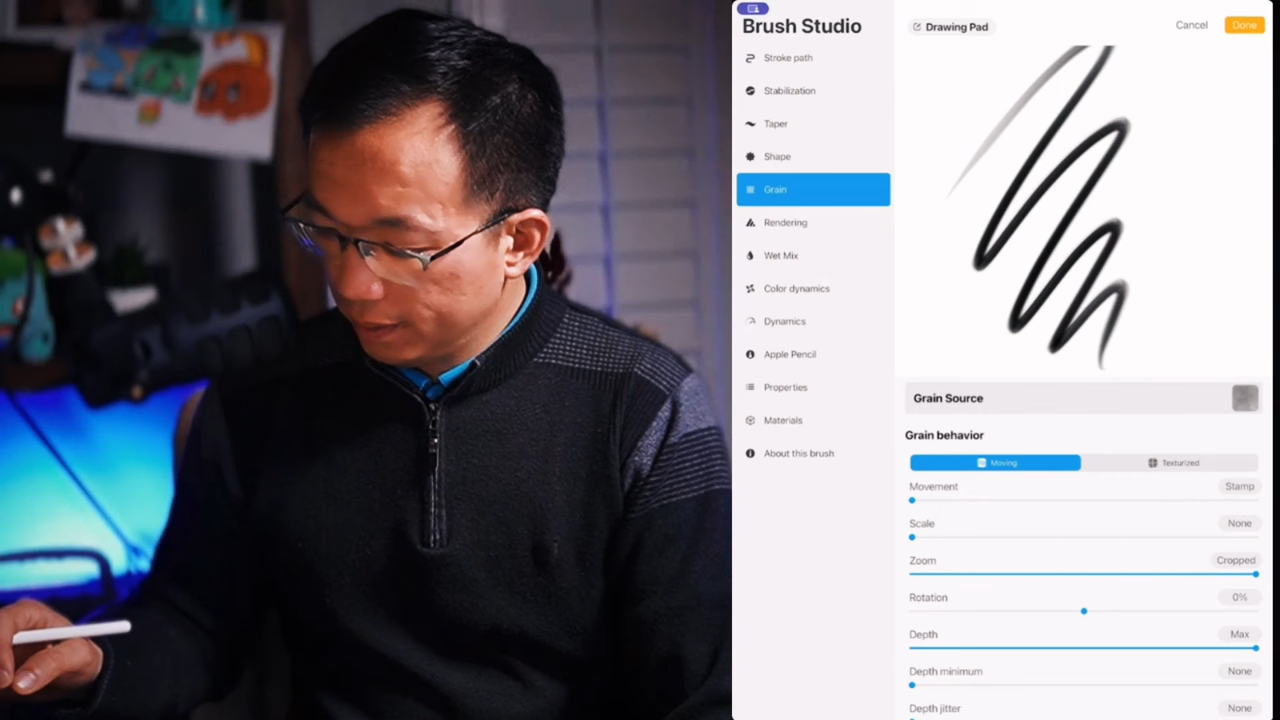 Brush Studio
Stroke path
Stabilization
Taper
Shape
Grain
Rendering
Wet Mix
Color dynamics
Dynamics
Apple Pencil
Properties
Materials
About this brush
Drawing Pad
Cancel
Done
Grain Source
Grain behavior
Moving
Texturized
Movement
Stamp
Scale
None
Zoom
Cropped
Rotation
0%
Depth
Max
Depth minimum
None
Depth jitter
None